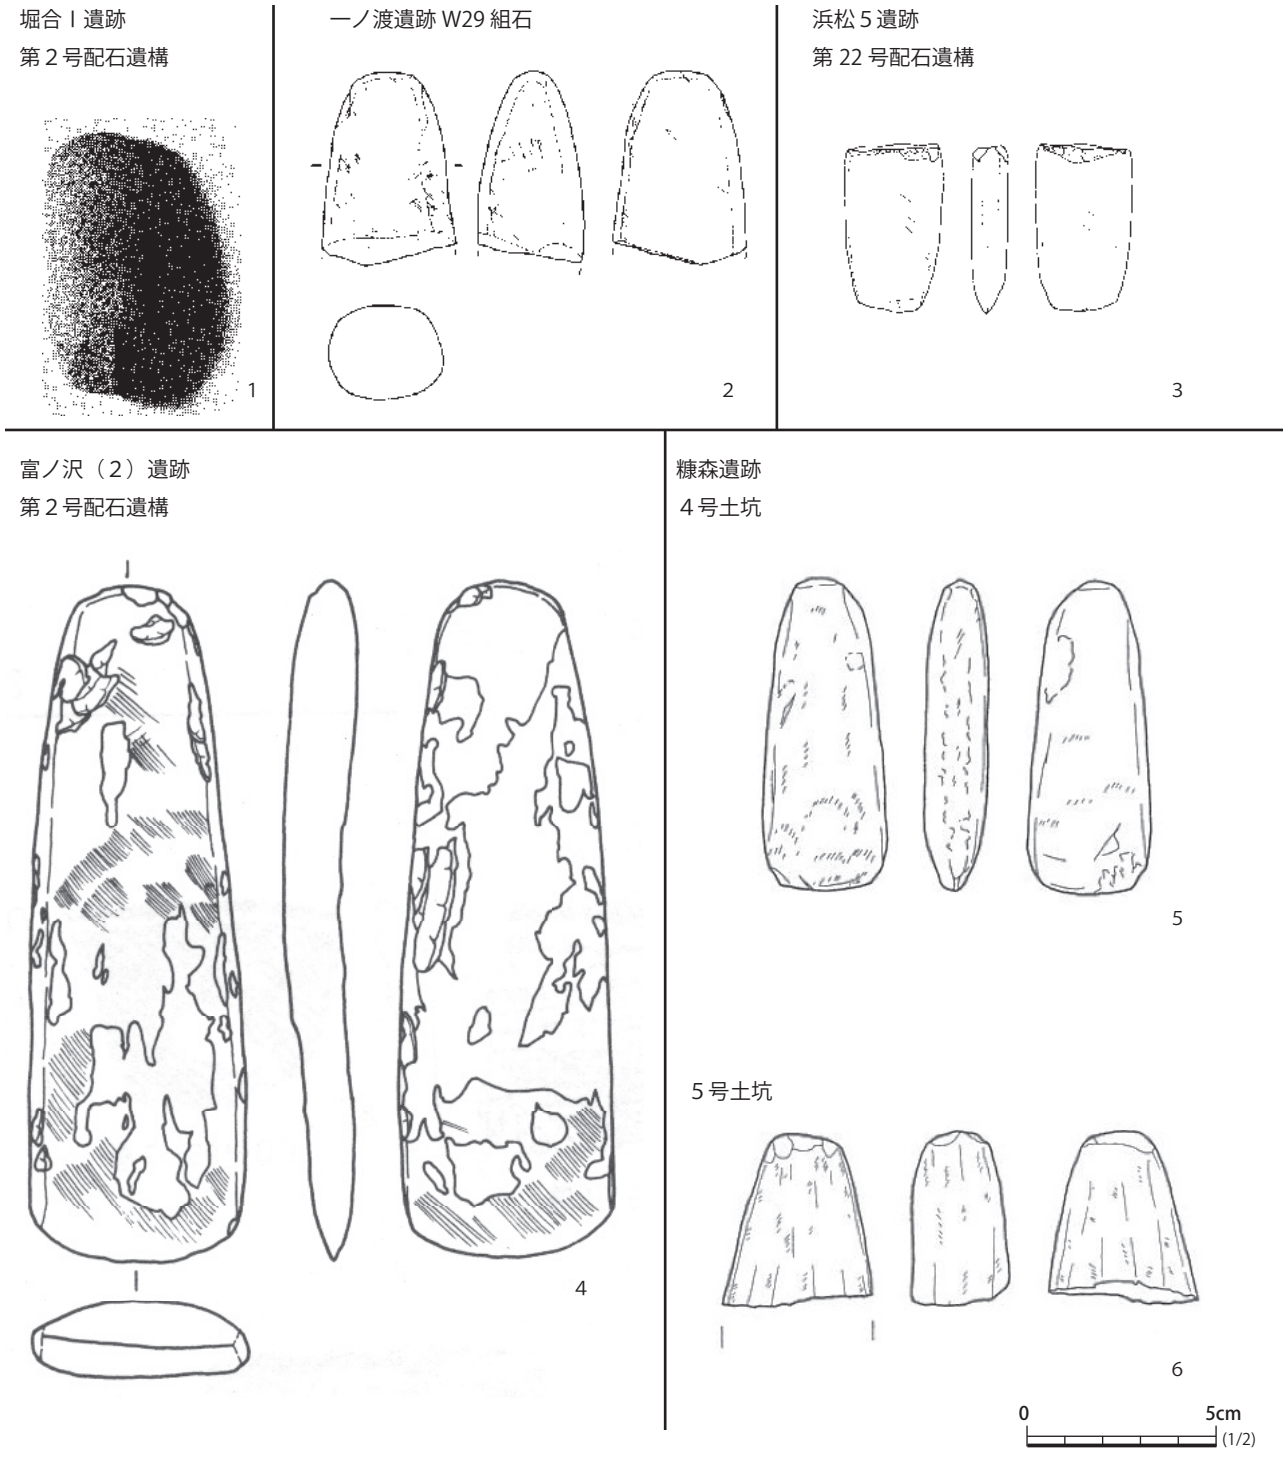 堀合Ⅰ遺跡
第２号配石遺構
1
一ノ渡遺跡 W29 組石
2
浜松５遺跡
第 22 号配石遺構
3
富ノ沢（２）遺跡
第２号配石遺構
4
糠森遺跡
４号土坑
5
５号土坑
6
0 5cm
(1/2)